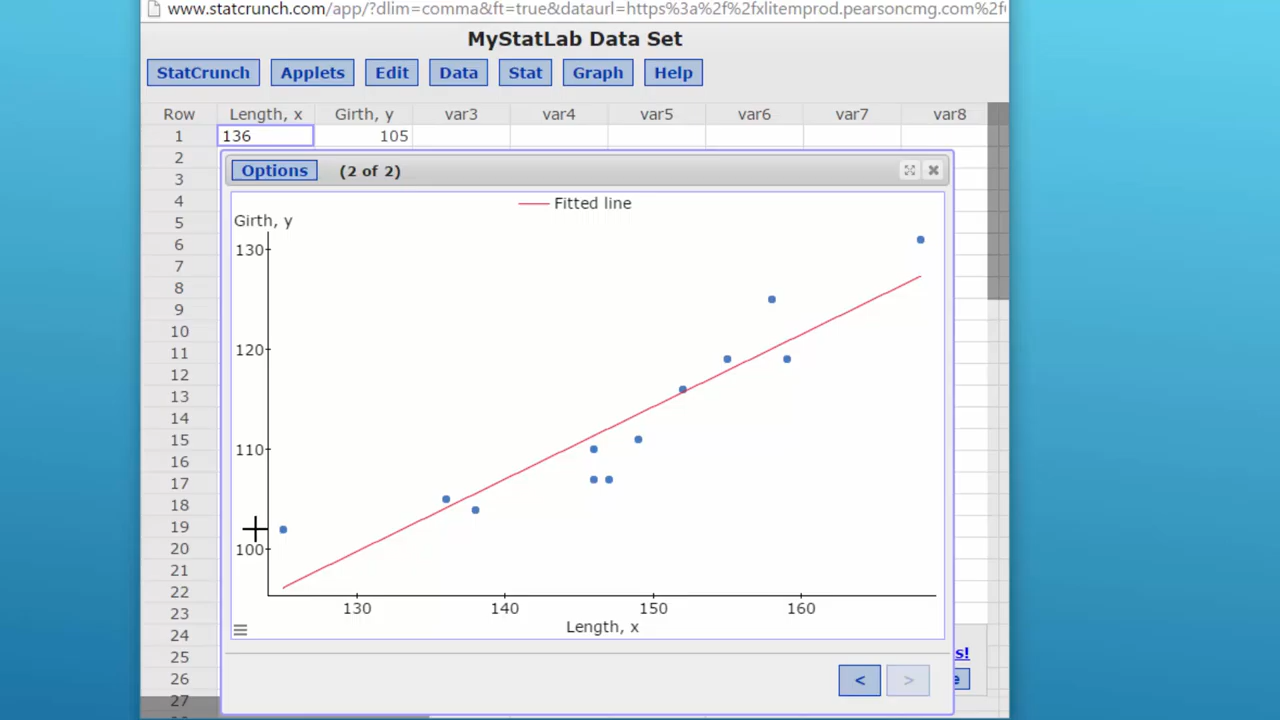 www.statcrunch.com/app/?dlim=comma&ft=true&dataurl=https%3a%2f%2fxlitemprod.pearsoncmg.com%2f
MyStatLab Data Set
StatCrunch Applets Edit Data Stat Graph Help
Row Length, x Girth, y var3 var4 var5 var6 var7 var8
1 136 105
2
3
4
5
6
7
8
9
10
11
12
13
14
15
16
17
18
19
20
21
22
23
24
25
26
27
Options (2 of 2)
Fitted line
Girth, y
130
120
110
100
130 140 150 160
Length, x
< >
s!
e